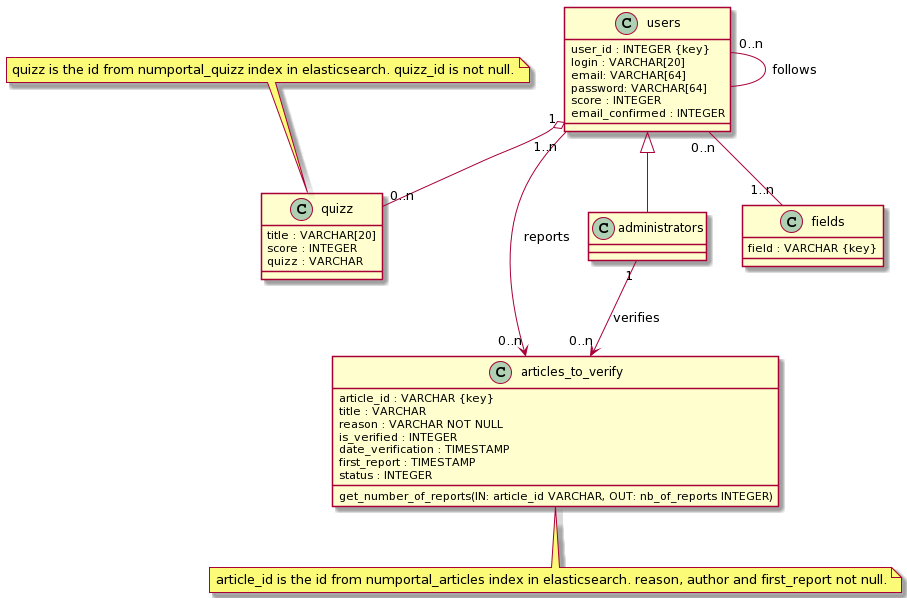 C users
user_id : INTEGER {key}
login : VARCHAR[20]
email: VARCHAR[64]
password: VARCHAR[64]
score : INTEGER
email_confirmed : INTEGER
0..n
follows
quizz is the id from numportal_quizz index in elasticsearch. quizz_id is not null.
1
1..n
0..n
0..n
1..n
C quizz
title : VARCHAR[20]
score : INTEGER
quizz : VARCHAR
reports
C administrators
C fields
field : VARCHAR {key}
1
verifies
0..n
0..n
C articles_to_verify
article_id : VARCHAR {key}
title : VARCHAR
reason : VARCHAR NOT NULL
is_verified : INTEGER
date_verification : TIMESTAMP
first_report : TIMESTAMP
status : INTEGER
get_number_of_reports(IN: article_id VARCHAR, OUT: nb_of_reports INTEGER)
article_id is the id from numportal_articles index in elasticsearch. reason, author and first_report not null.